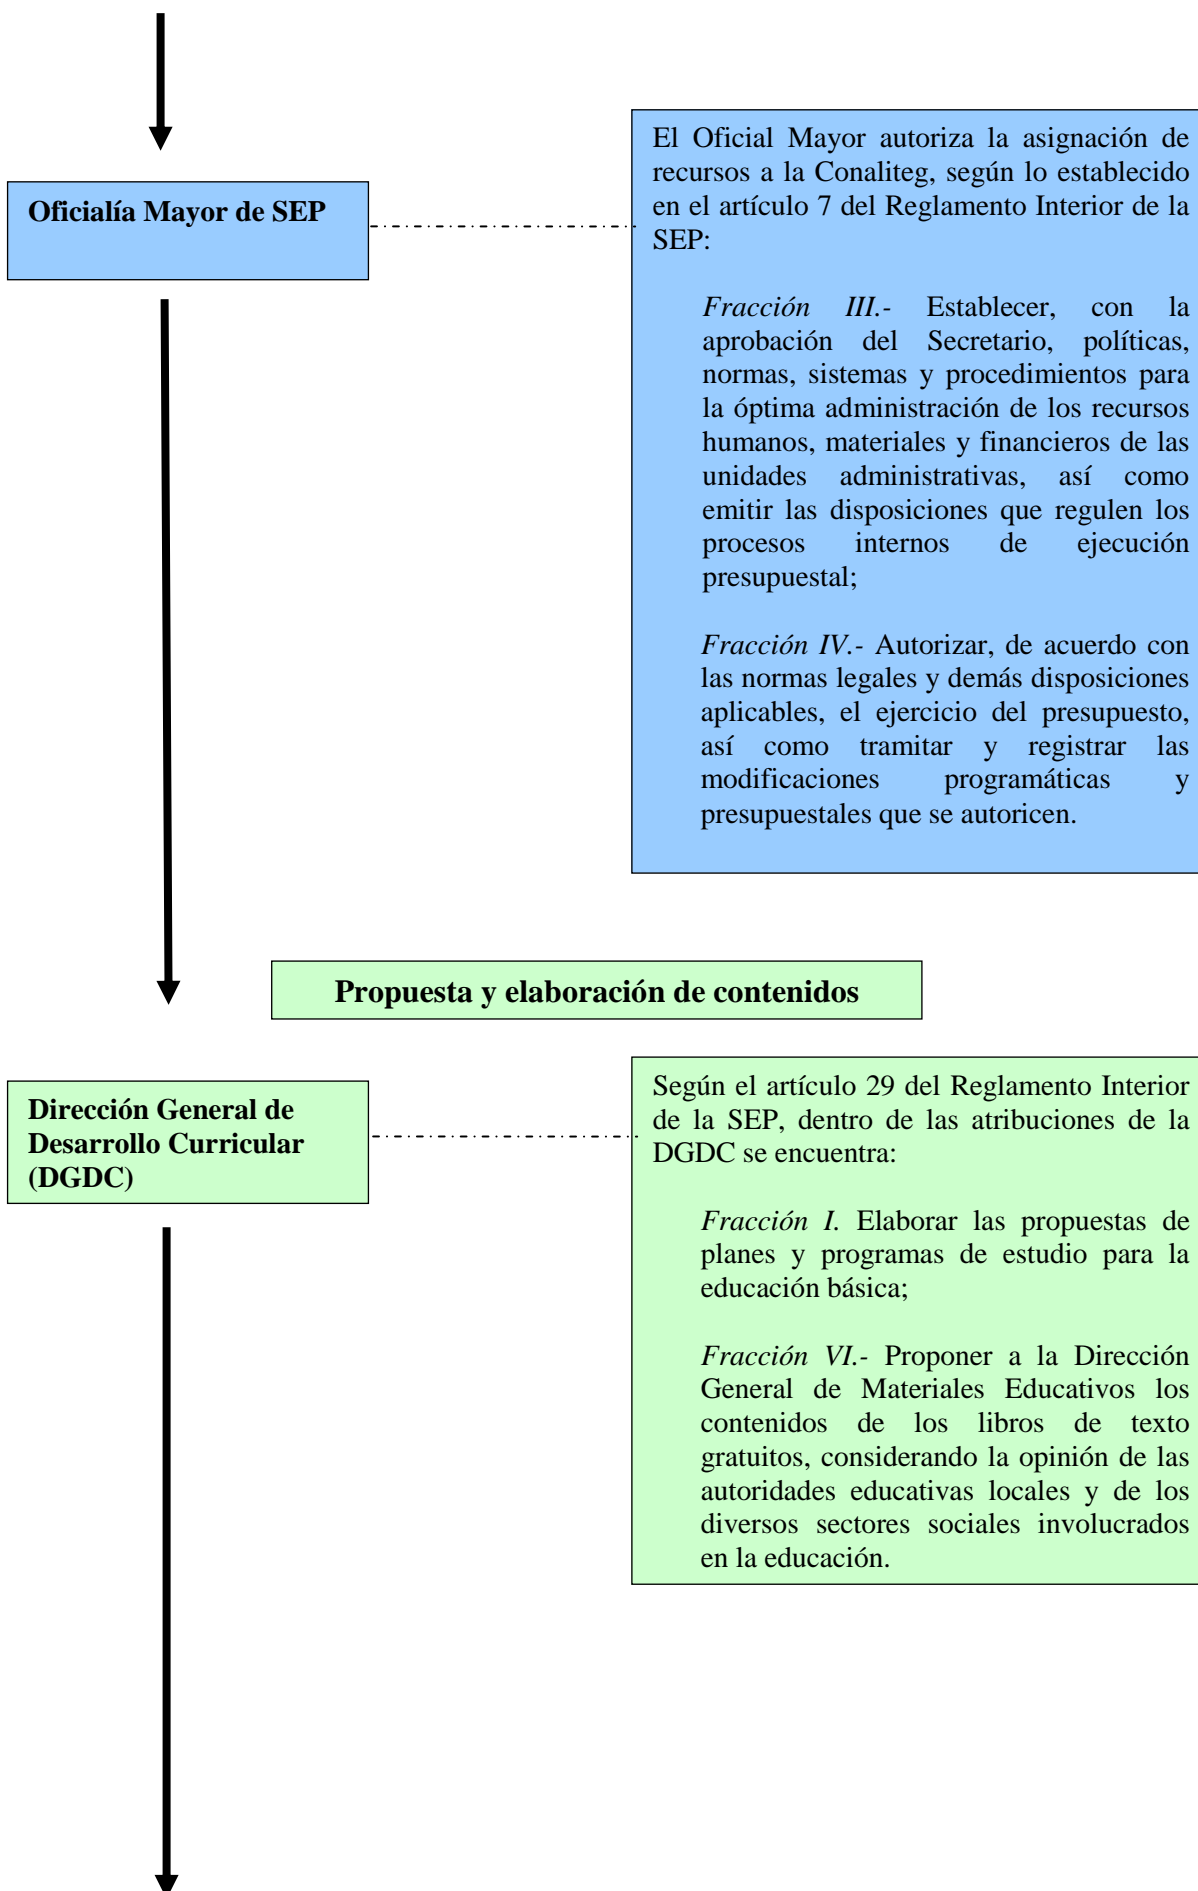 Oficialía Mayor de SEP
El Oficial Mayor autoriza la asignación de
recursos a la Conaliteg, según lo establecido
en el artículo 7 del Reglamento Interior de la
SEP:
Fracción III.- Establecer, con la
aprobación del Secretario, políticas,
normas, sistemas y procedimientos para
la óptima administración de los recursos
humanos, materiales y financieros de las
unidades administrativas, así como
emitir las disposiciones que regulen los
procesos internos de ejecución
presupuestal;
Fracción IV.- Autorizar, de acuerdo con
las normas legales y demás disposiciones
aplicables, el ejercicio del presupuesto,
así como tramitar y registrar las
modificaciones programáticas y
presupuestales que se autoricen.
Propuesta y elaboración de contenidos
Dirección General de
Desarrollo Curricular
(DGDC)
Según el artículo 29 del Reglamento Interior
de la SEP, dentro de las atribuciones de la
DGDC se encuentra:
Fracción I. Elaborar las propuestas de
planes y programas de estudio para la
educación básica;
Fracción VI.- Proponer a la Dirección
General de Materiales Educativos los
contenidos de los libros de texto
gratuitos, considerando la opinión de las
autoridades educativas locales y de los
diversos sectores sociales involucrados
en la educación.